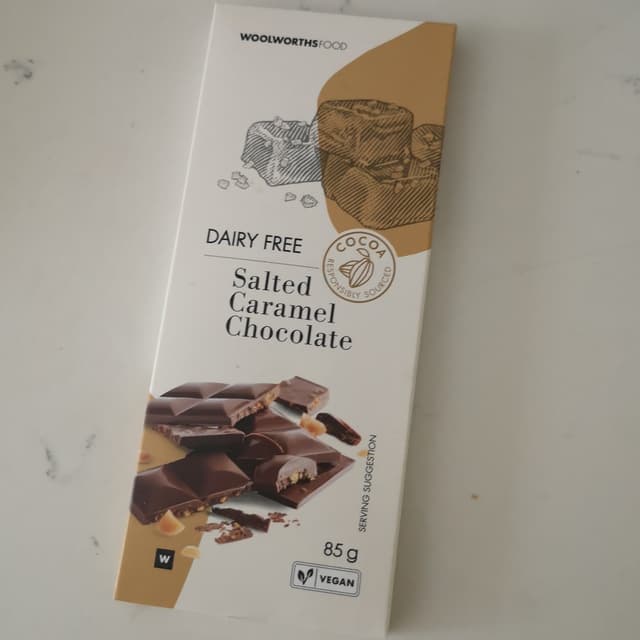 WOOLWORTHSFOOD
DAIRY FREE
COCOA
RESPONSIBLY SOURCED
Salted
Caramel
Chocolate
SERVING SUGGESTION
85 g
W
VEGAN